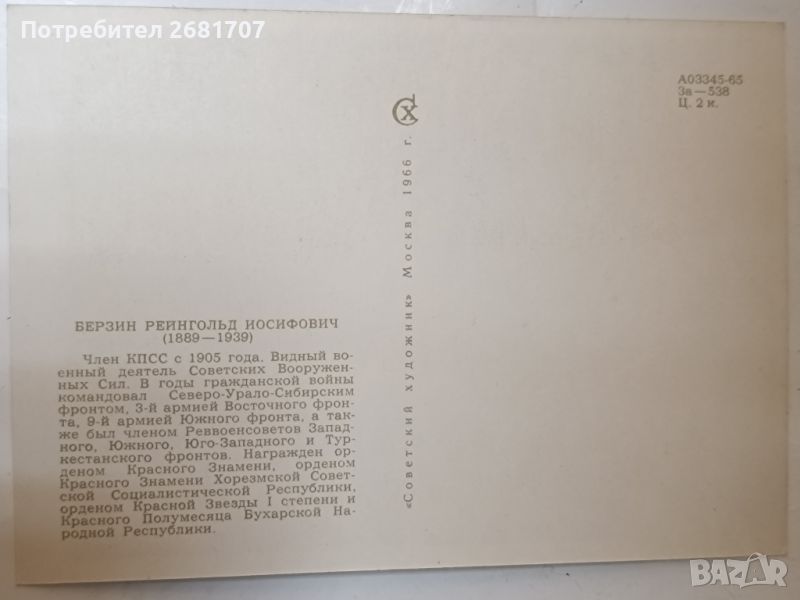 Потребител 2681707
А03345-65
За—538
Ц. 2 к.
СХ
«Советский художник» Москва 1966 г.
БЕРЗИН РЕЙНГОЛЬД ИОСИФОВИЧ
(1889—1939)
Член КПСС с 1905 года. Видный во-
енный деятель Советских Вооружен-
ных Сил. В годы гражданской войны
командовал Северо-Урало-Сибирским
фронтом, 3-й армией Восточного фрон-
та, 9-й армией Южного фронта, а так-
же был членом Реввоенсоветов Запад-
ного, Южного, Юго-Западного и Тур-
кестанского фронтов. Награжден ор-
деном Красного Знамени, орденом
Красного Знамени Хорезмской Совет-
ской Социалистической Республики,
орденом Красной Звезды I степени и
Красного Полумесяца Бухарской На-
родной Республики.
BAZAR